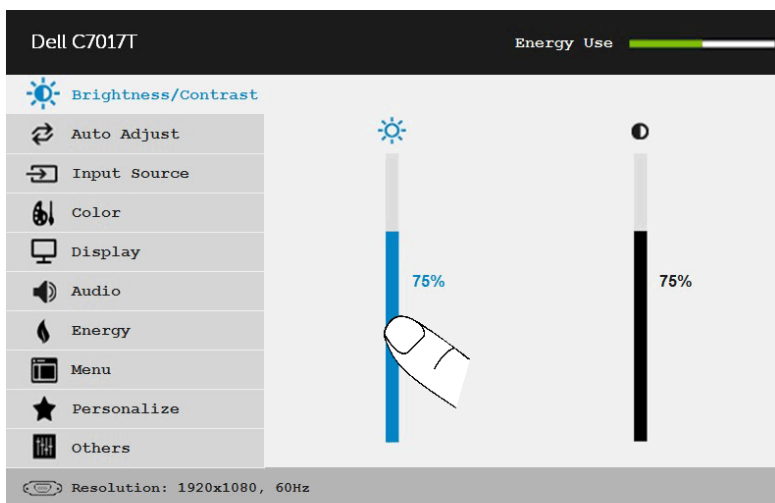 Dell C7017T
Energy Use
Brightness/Contrast
Auto Adjust
Input Source
Color
Display
Audio
Energy
Menu
Personalize
Others
75%
75%
Resolution: 1920x1080, 60Hz